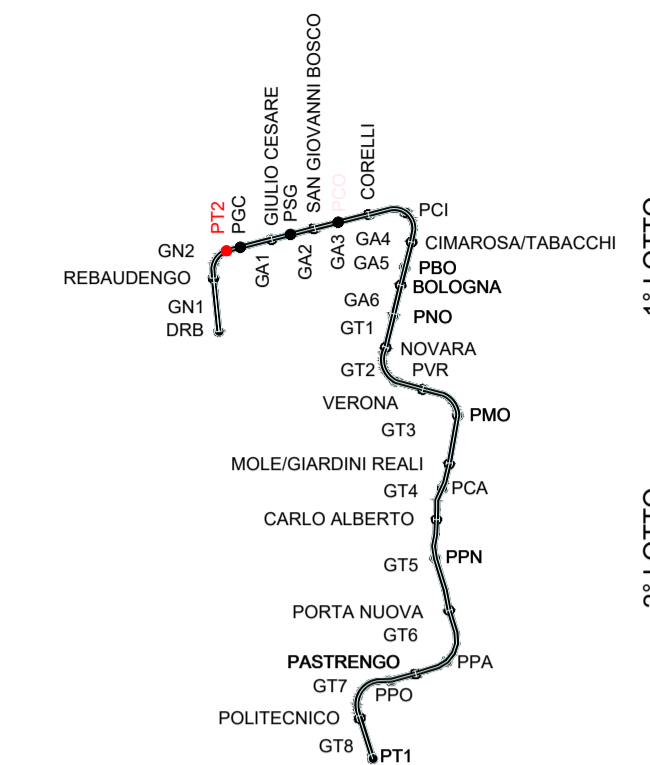 SAN GIOVANNI BOSCO
GIULIO CESARE
CORELLI
PCO
PSG
PGC
PT2
PCI
GN2
GA1
GA2
GA3
GA4
CIMAROSA/TABACCHI
REBAUDENGO
GA5
PBO
BOLOGNA
GN1
GA6
PNO
DRB
GT1
NOVARA
GT2
PVR
VERONA
PMO
GT3
MOLE/GIARDINI REALI
GT4
PCA
CARLO ALBERTO
PPN
GT5
PORTA NUOVA
GT6
PASTRENGO
PPA
GT7
PPO
POLITECNICO
GT8
PT1
LOTTO
LOTTO